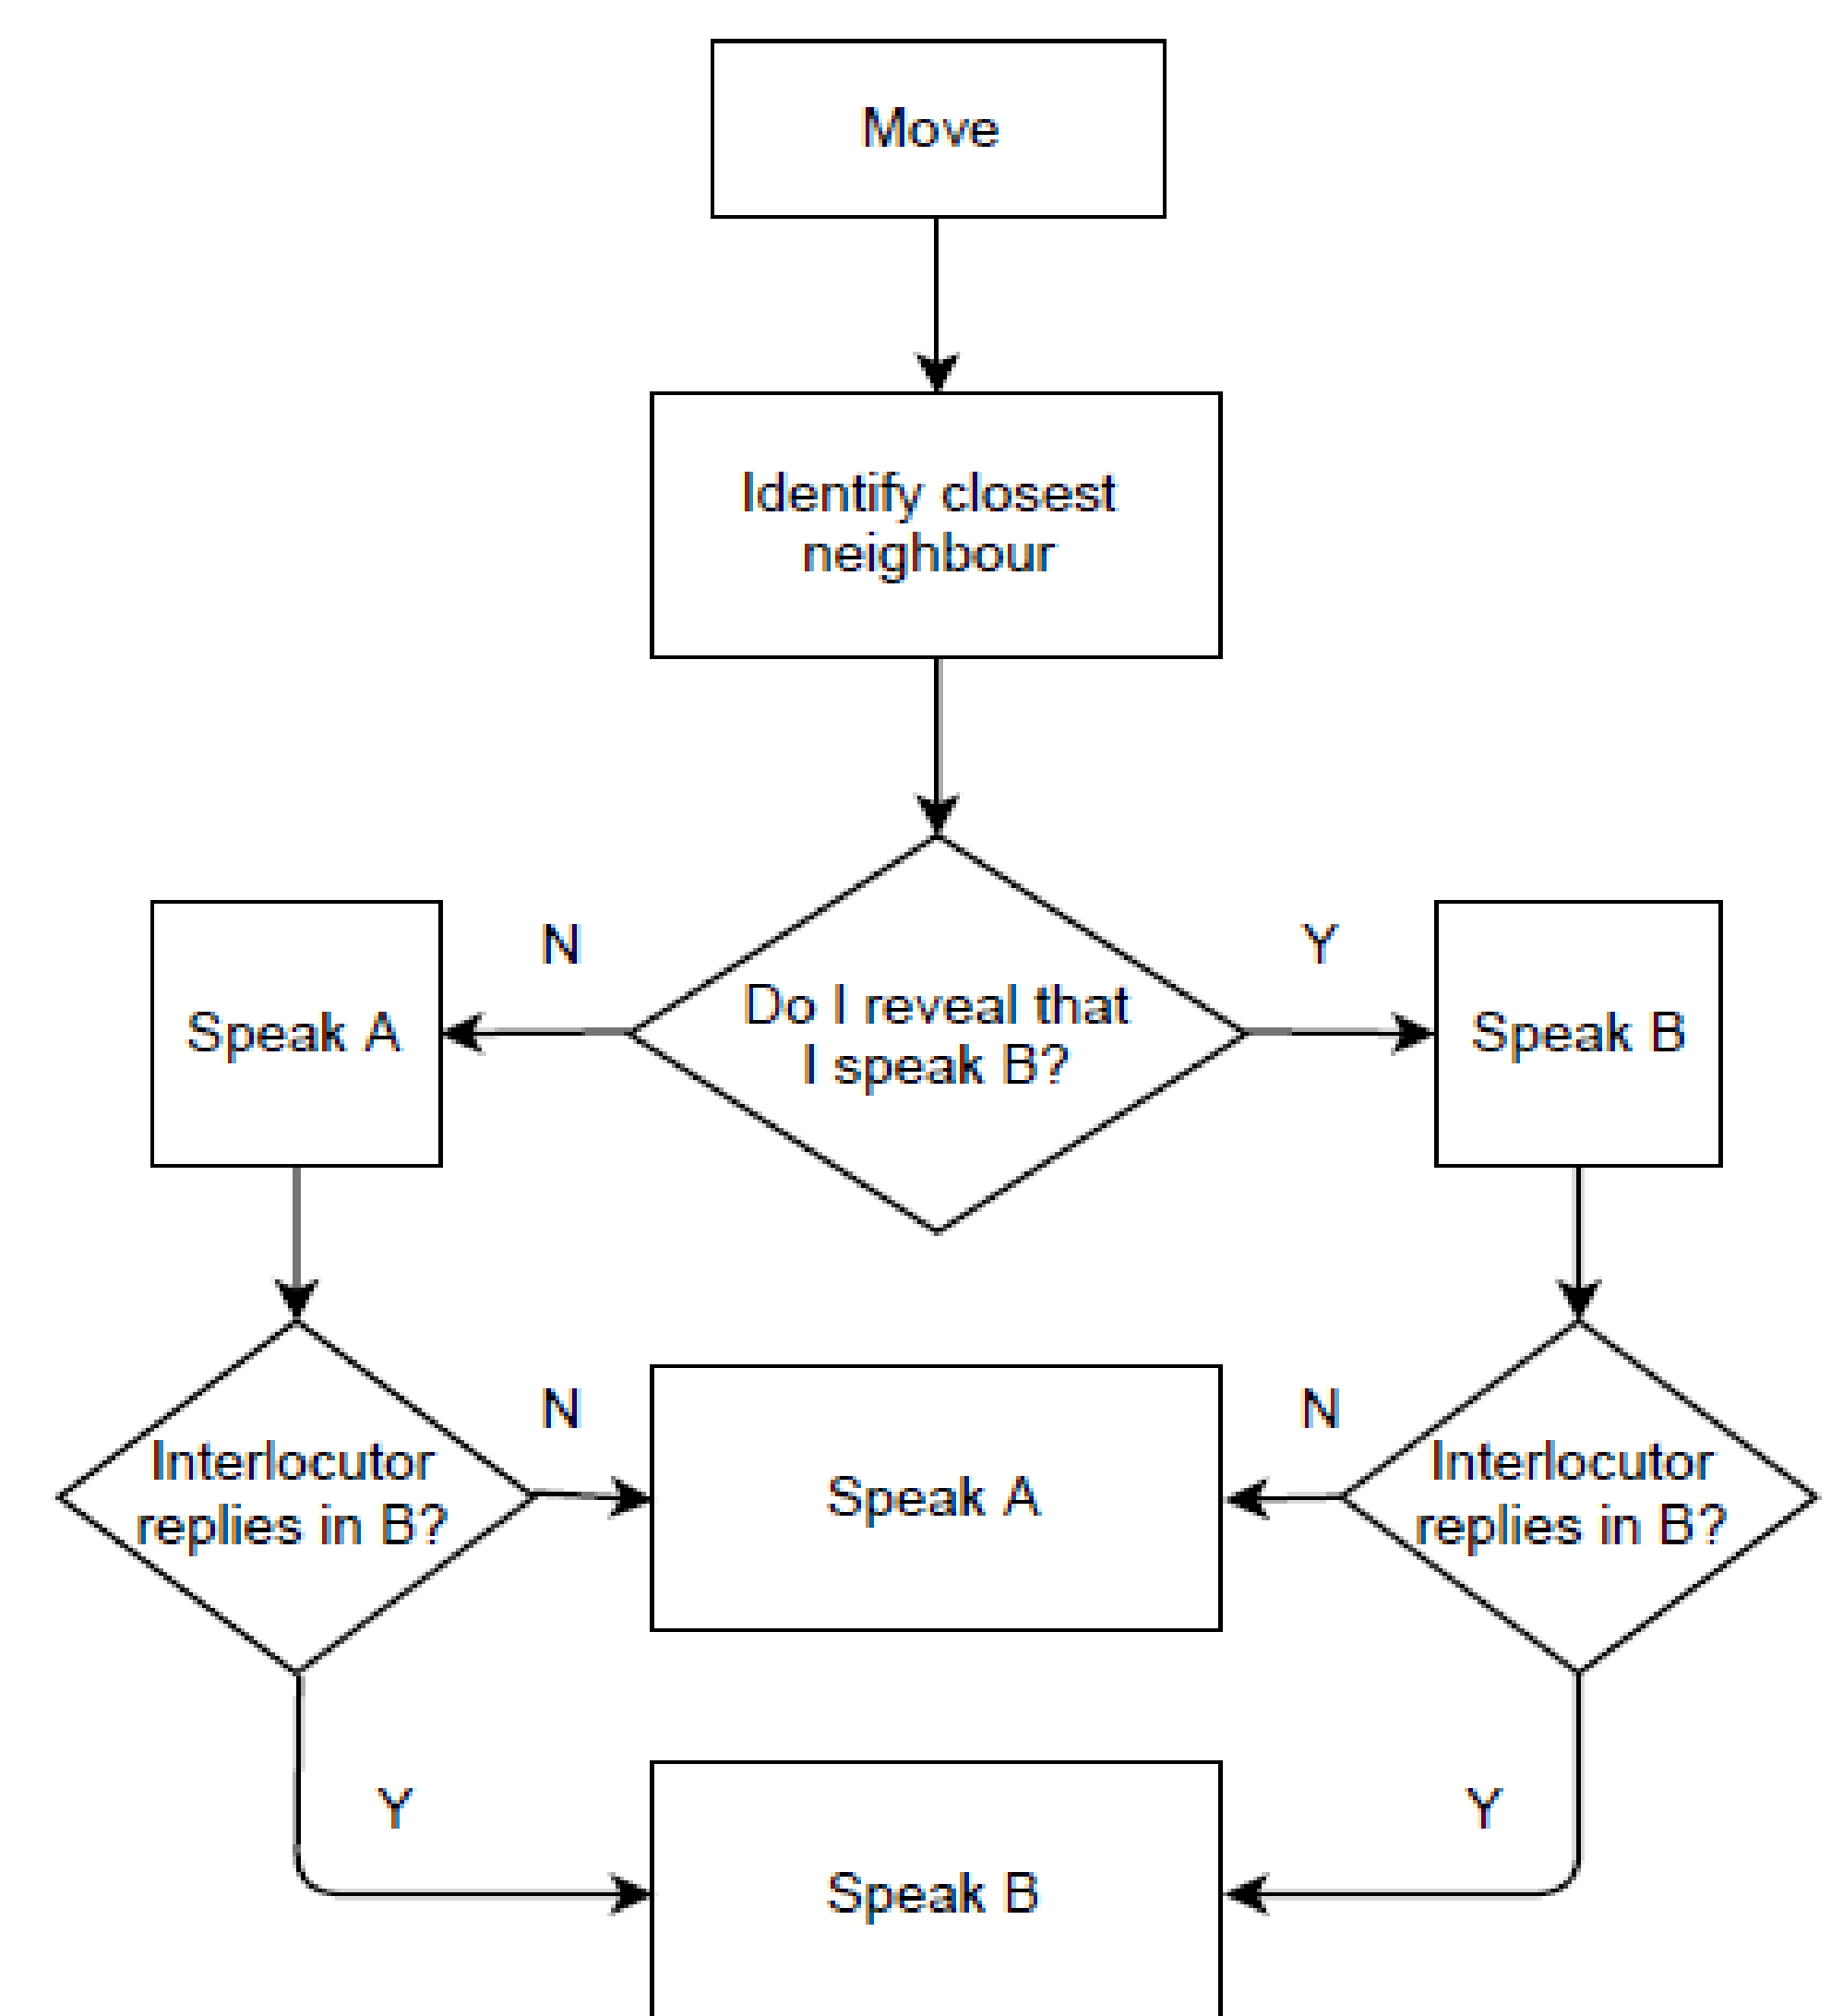 Move
Identify closest
neighbour
N
Y
Speak A
Do I reveal that
I speak B?
Speak B
Interlocutor
replies in B?
N
Speak A
N
Interlocutor
replies in B?
Y
Speak B
Y